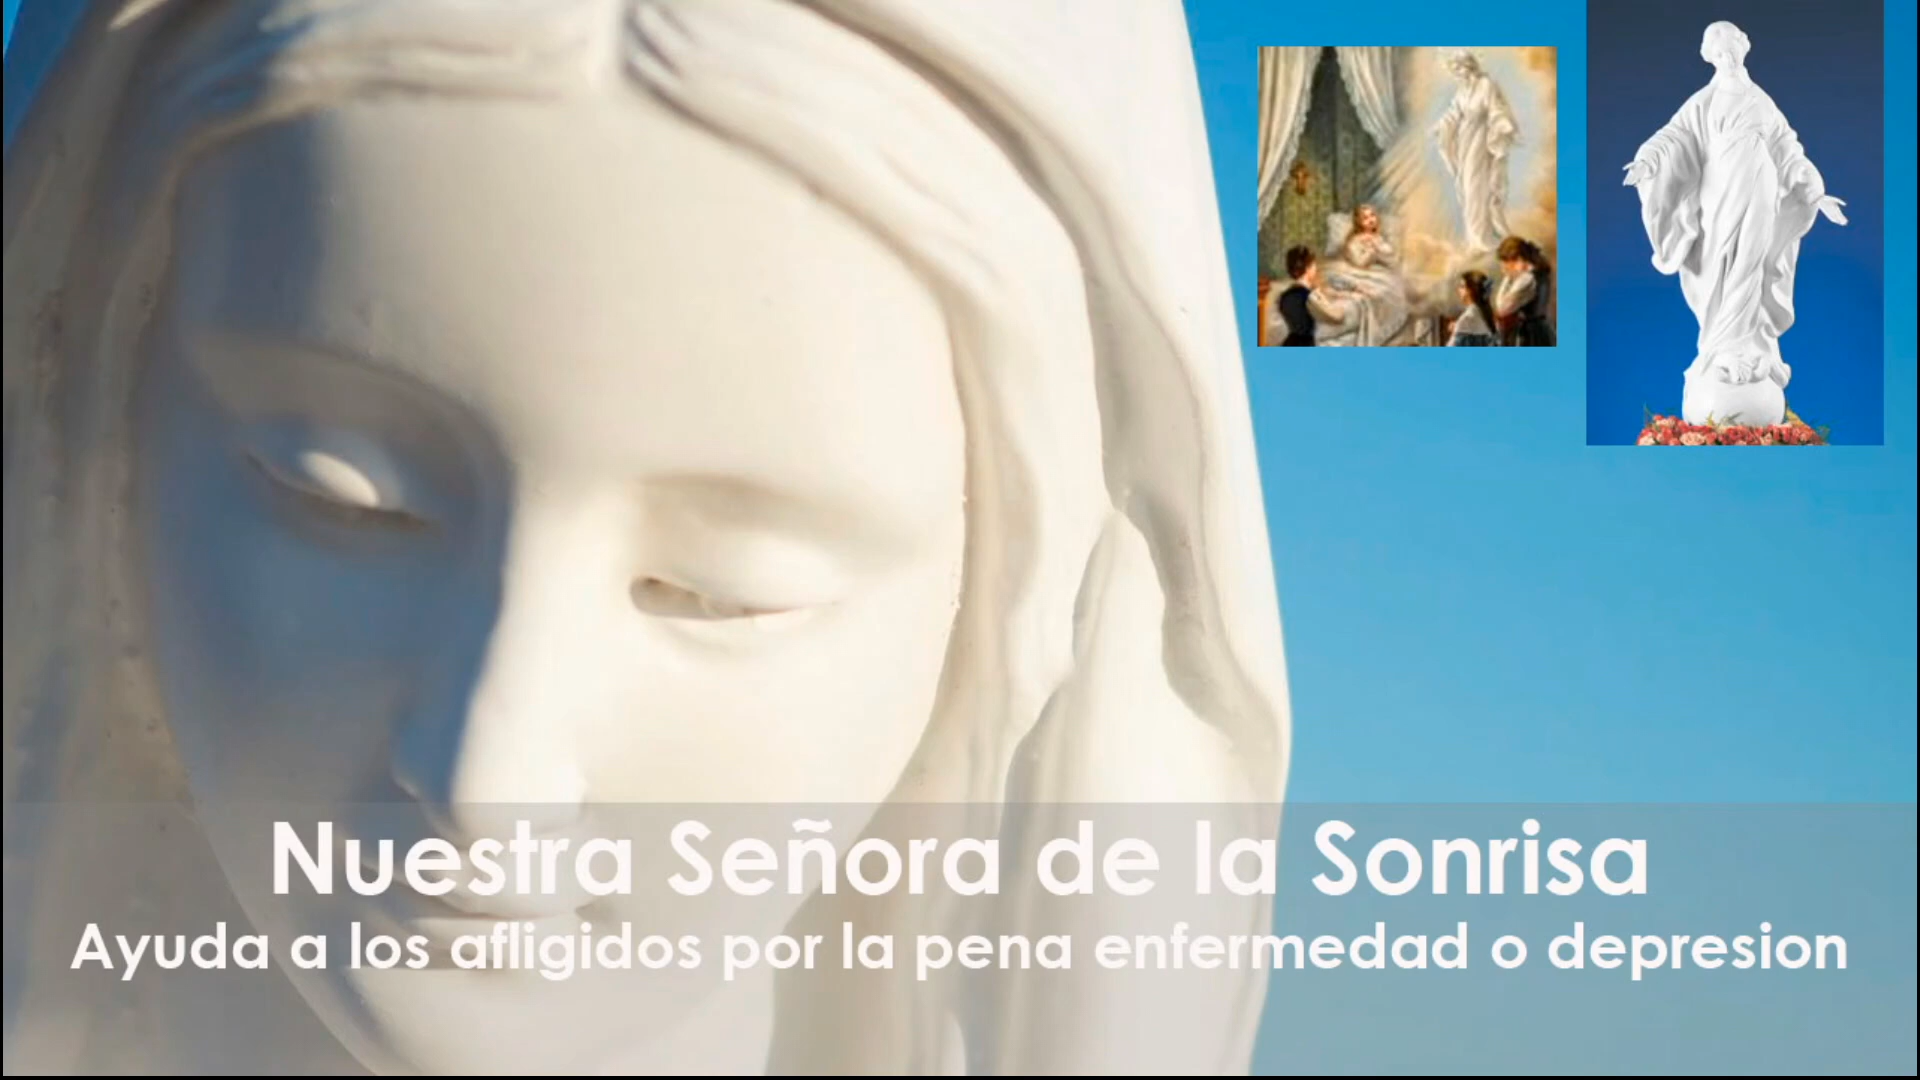 Nuestra Señora de la Sonrisa
Ayuda a los afligidos por la pena enfermedad o depresion